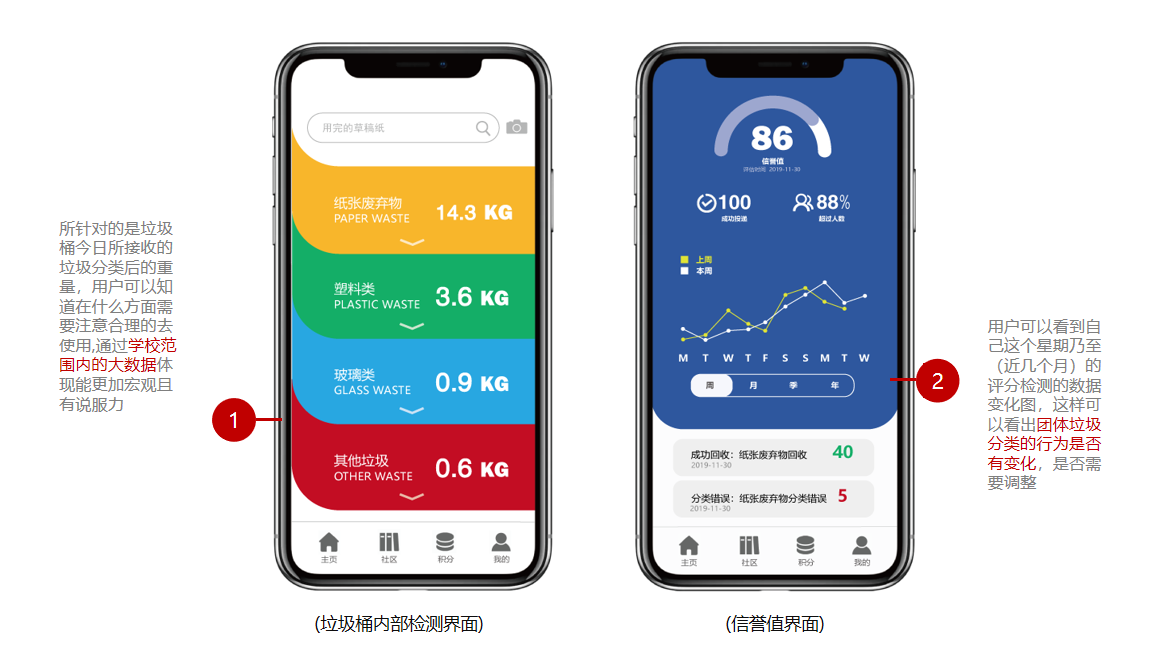 所针对的是垃圾
桶今日所接收的
垃圾分类后的重
量，用户可以知
道在什么方面需
要注意合理的去
使用,通过学校范
围内的大数据体
现能更加宏观且
有说服力
1
用完的草稿纸
纸张废弃物
PAPER WASTE
14.3 KG
塑料类
PLASTIC WASTE
3.6 KG
玻璃类
GLASS WASTE
0.9 KG
其他垃圾
OTHER WASTE
0.6 KG
主页 社区 积分 我的
(垃圾桶内部检测界面)
86
信誉值
评估时间 2019-11-30
100
成功投递
88%
超过人数
上周
本周
M T W T F S S M T W
周 月 季 年
成功回收：纸张废弃物回收 40
2019-11-30
分类错误：纸张废弃物分类错误 5
2019-11-30
主页 社区 积分 我的
(信誉值界面)
2
用户可以看到自
己这个星期乃至
（近几个月）的
评分检测的数据
变化图，这样可
以看出团体垃圾
分类的行为是否
有变化，是否需
要调整